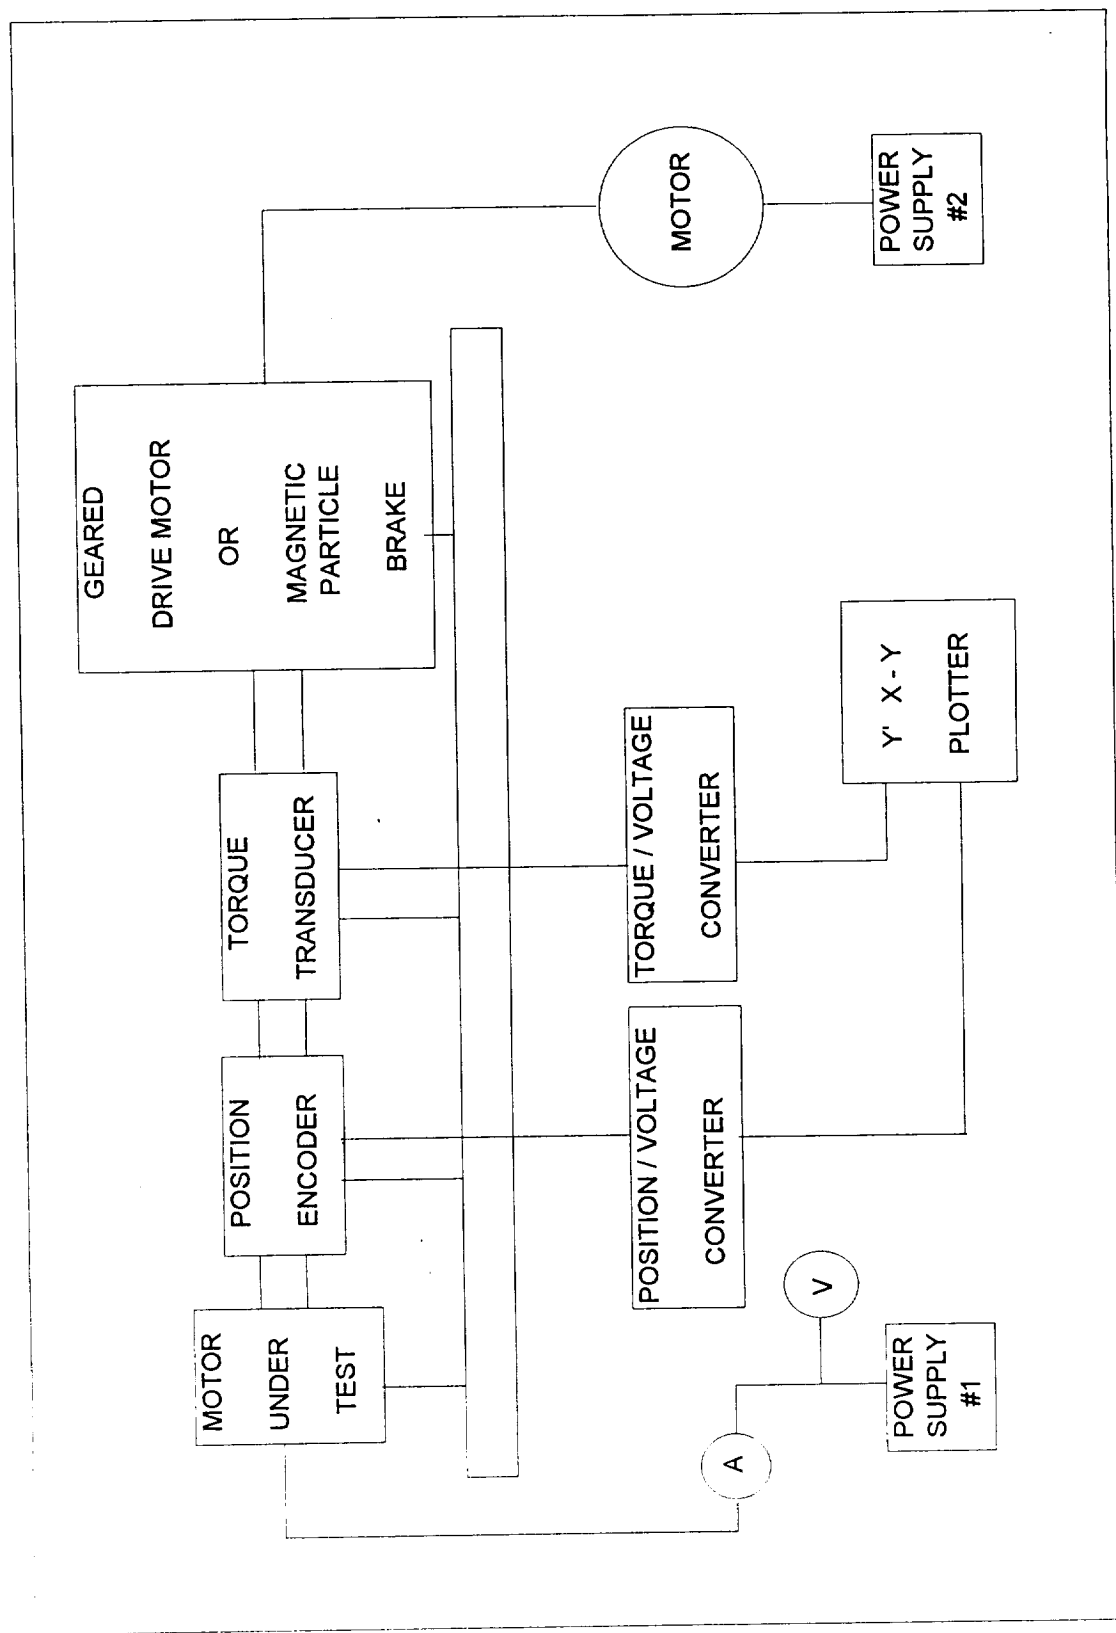 MOTOR
UNDER
TEST
POSITION
ENCODER
TORQUE
TRANSDUCER
GEARED
DRIVE MOTOR
OR
MAGNETIC
PARTICLE
BRAKE
POSITION / VOLTAGE
CONVERTER
TORQUE / VOLTAGE
CONVERTER
MOTOR
A
V
POWER
SUPPLY
#1
Y' X - Y
PLOTTER
POWER
SUPPLY
#2